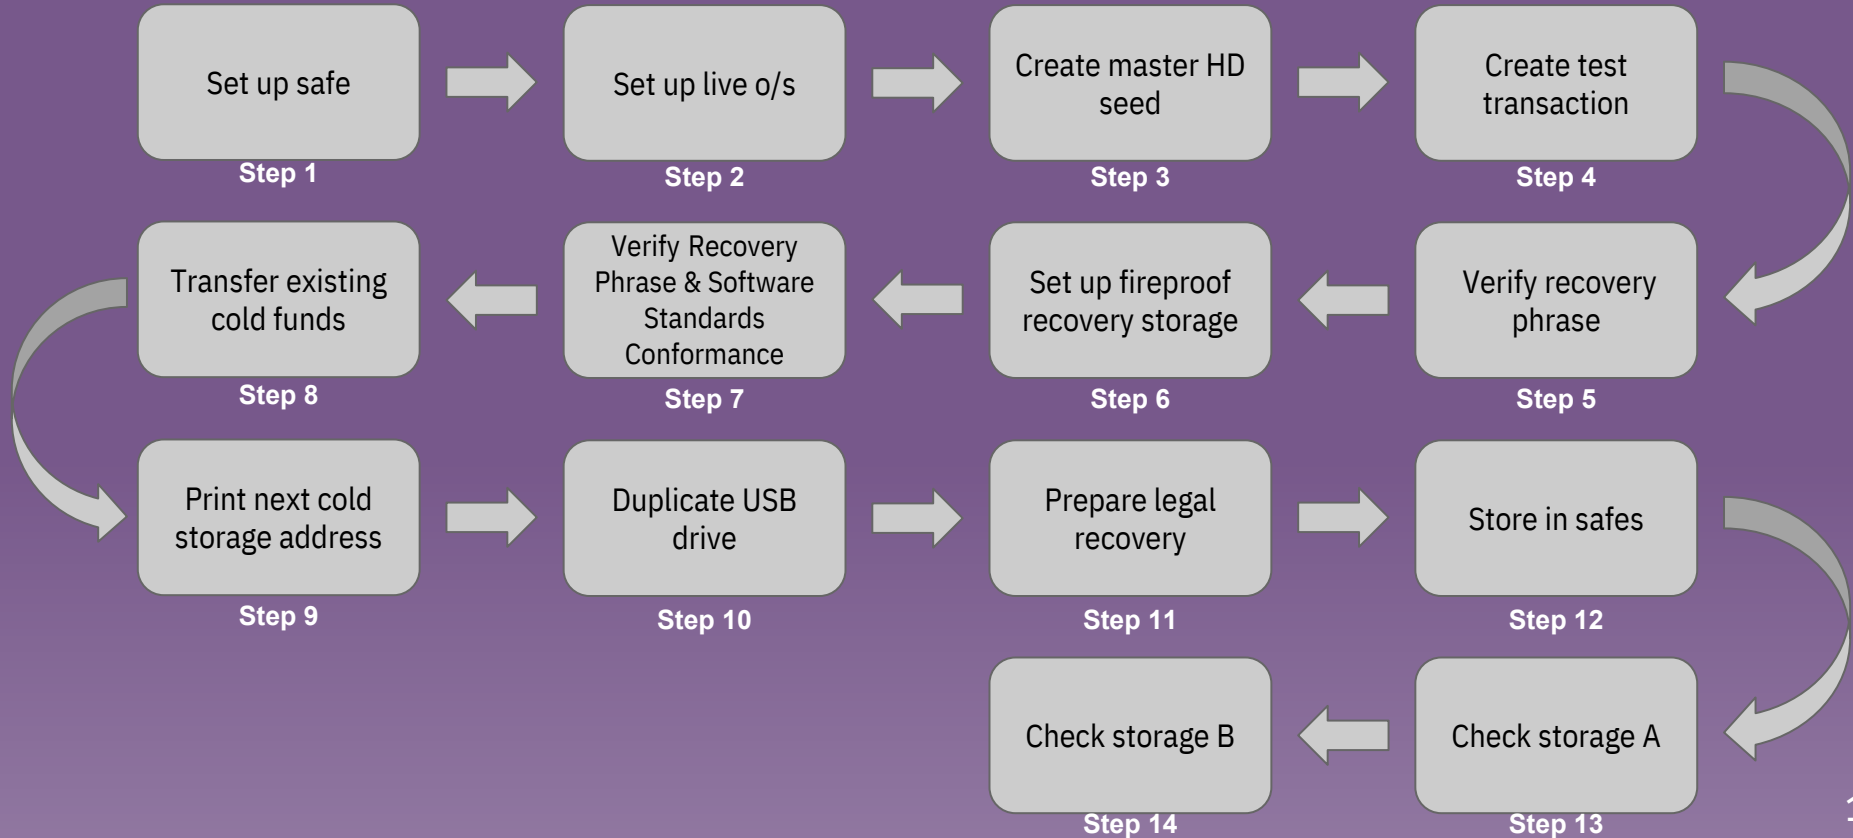 Set up safe
Step 1
Set up live o/s
Step 2
Create master HD
seed
Step 3
Create test
transaction
Step 4
Verify recovery
phrase
Step 5
Set up fireproof
recovery storage
Step 6
Verify Recovery
Phrase & Software
Standards
Conformance
Step 7
Transfer existing
cold funds
Step 8
Print next cold
storage address
Step 9
Duplicate USB
drive
Step 10
Prepare legal
recovery
Step 11
Store in safes
Step 12
Check storage A
Step 13
Check storage B
Step 14